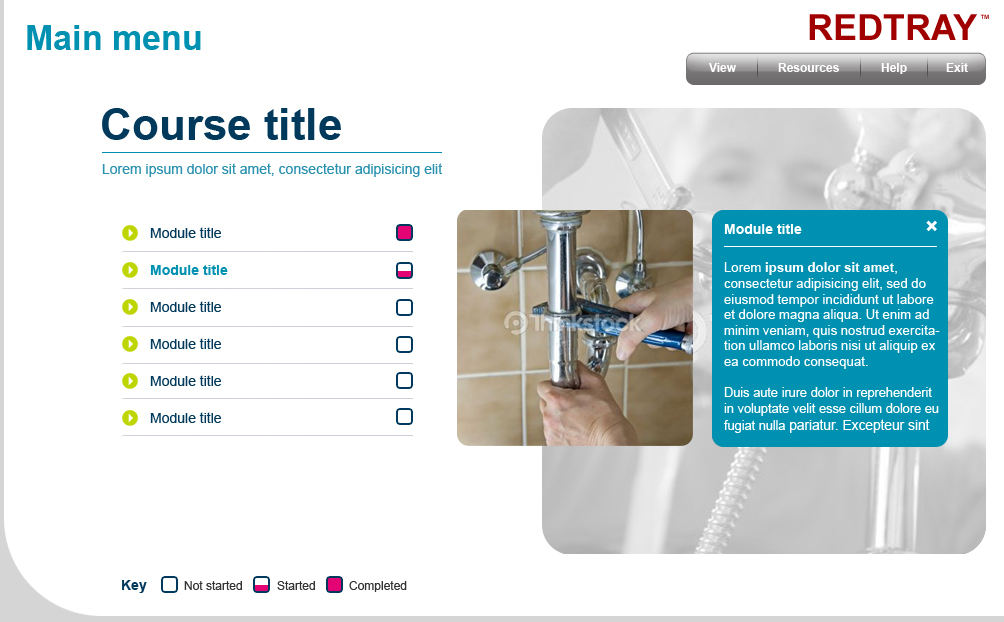 Main menu
REDTRAY™
View Resources Help Exit
Course title
Lorem ipsum dolor sit amet, consectetur adipisicing elit
Module title
Module title
Module title
Module title
Module title
Module title
Thinkstock
Module title
Lorem ipsum dolor sit amet,
consectetur adipisicing elit, sed do
eiusmod tempor incididunt ut labore
et dolore magna aliqua. Ut enim ad
minim veniam, quis nostrud exercita-
tion ullamco laboris nisi ut aliquip ex
ea commodo consequat.
Duis aute irure dolor in reprehenderit
in voluptate velit esse cillum dolore eu
fugiat nulla pariatur. Excepteur sint
Key Not started Started Completed